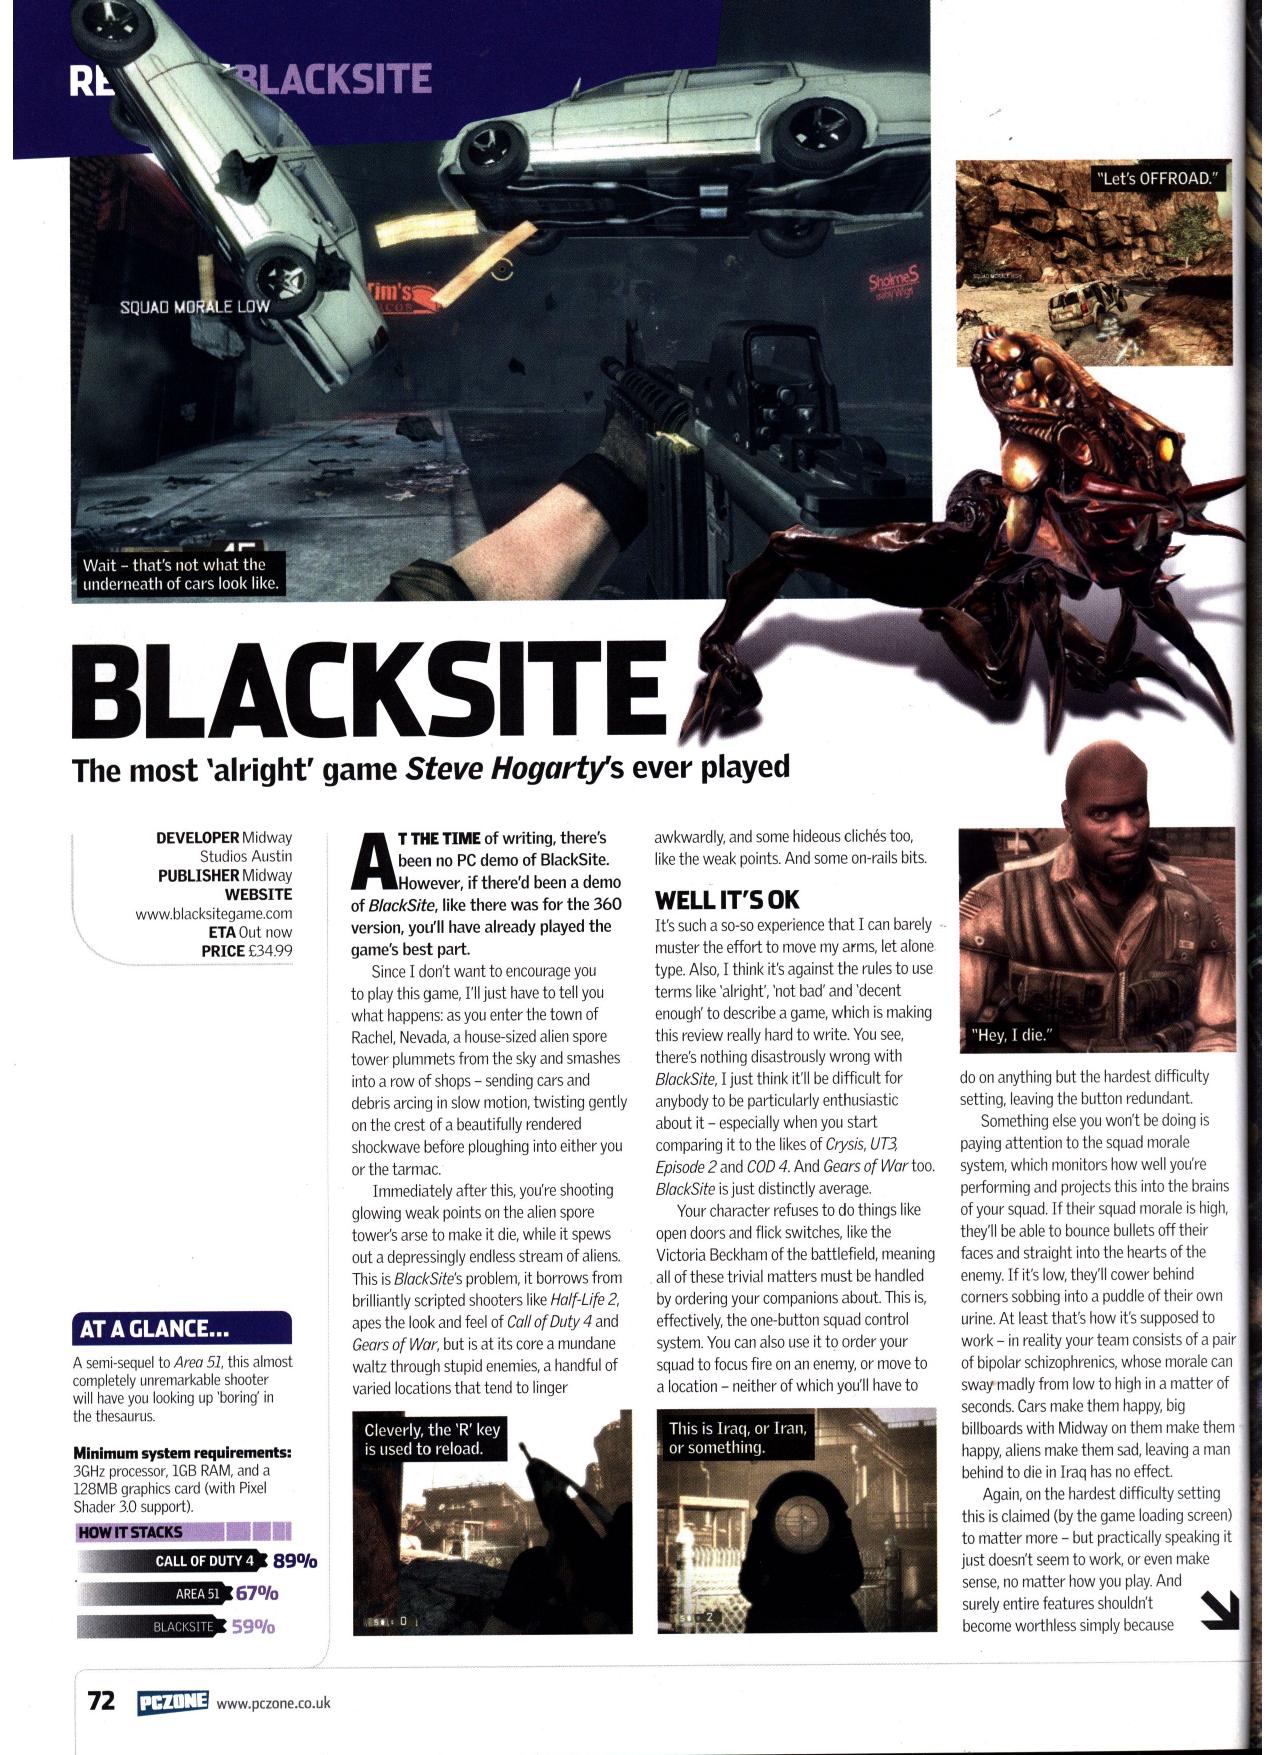 BLACKSITE
"Let's OFFROAD."
SQUAD MORALE LOW
Tim's
SholmeS
Wait – that's not what the
underneath of cars look like.
BLACKSITE
The most 'alright' game Steve Hogarty's ever played
DEVELOPER Midway
Studios Austin
PUBLISHER Midway
WEBSITE
www.blacksitegame.com
ETA Out now
PRICE £34.99
AT THE TIME of writing, there's
been no PC demo of BlackSite.
However, if there'd been a demo
of BlackSite, like there was for the 360
version, you'll have already played the
game's best part.
Since I don't want to encourage you
to play this game, I'll just have to tell you
what happens: as you enter the town of
Rachel, Nevada, a house-sized alien spore
tower plummets from the sky and smashes
into a row of shops – sending cars and
debris arcing in slow motion, twisting gently
on the crest of a beautifully rendered
shockwave before ploughing into either you
or the tarmac.
Immediately after this, you're shooting
glowing weak points on the alien spore
tower's arse to make it die, while it spews
out a depressingly endless stream of aliens.
This is BlackSite's problem, it borrows from
brilliantly scripted shooters like Half-Life 2,
apes the look and feel of Call of Duty 4 and
Gears of War, but is at its core a mundane
waltz through stupid enemies, a handful of
varied locations that tend to linger
awkwardly, and some hideous clichés too,
like the weak points. And some on-rails bits.
WELL IT'S OK
It's such a so-so experience that I can barely
muster the effort to move my arms, let alone
type. Also, I think it's against the rules to use
terms like 'alright', 'not bad' and 'decent
enough' to describe a game, which is making
this review really hard to write. You see,
there's nothing disastrously wrong with
BlackSite, I just think it'll be difficult for
anybody to be particularly enthusiastic
about it – especially when you start
comparing it to the likes of Crysis, UT3,
Episode 2 and COD 4. And Gears of War too.
BlackSite is just distinctly average.
Your character refuses to do things like
open doors and flick switches, like the
Victoria Beckham of the battlefield, meaning
all of these trivial matters must be handled
by ordering your companions about. This is,
effectively, the one-button squad control
system. You can also use it to order your
squad to focus fire on an enemy, or move to
a location – neither of which you'll have to
"Hey, I die."
do on anything but the hardest difficulty
setting, leaving the button redundant.
Something else you won't be doing is
paying attention to the squad morale
system, which monitors how well you're
performing and projects this into the brains
of your squad. If their squad morale is high,
they'll be able to bounce bullets off their
faces and straight into the hearts of the
enemy. If it's low, they'll cower behind
corners sobbing into a puddle of their own
urine. At least that's how it's supposed to
work – in reality your team consists of a pair
of bipolar schizophrenics, whose morale can
sway madly from low to high in a matter of
seconds. Cars make them happy, big
billboards with Midway on them make them
happy, aliens make them sad, leaving a man
behind to die in Iraq has no effect.
Again, on the hardest difficulty setting
this is claimed (by the game loading screen)
to matter more – but practically speaking it
just doesn't seem to work, or even make
sense, no matter how you play. And
surely entire features shouldn't
become worthless simply because
AT A GLANCE...
A semi-sequel to Area 51, this almost
completely unremarkable shooter
will have you looking up 'boring' in
the thesaurus.
Minimum system requirements:
3GHz processor, 1GB RAM, and a
128MB graphics card (with Pixel
Shader 3.0 support).
HOW IT STACKS
CALL OF DUTY 4 89%
AREA 51 67%
BLACKSITE 59%
Cleverly, the 'R' key
is used to reload.
0
This is Iraq, or Iran,
or something.
2
72 PCZONE www.pczone.co.uk